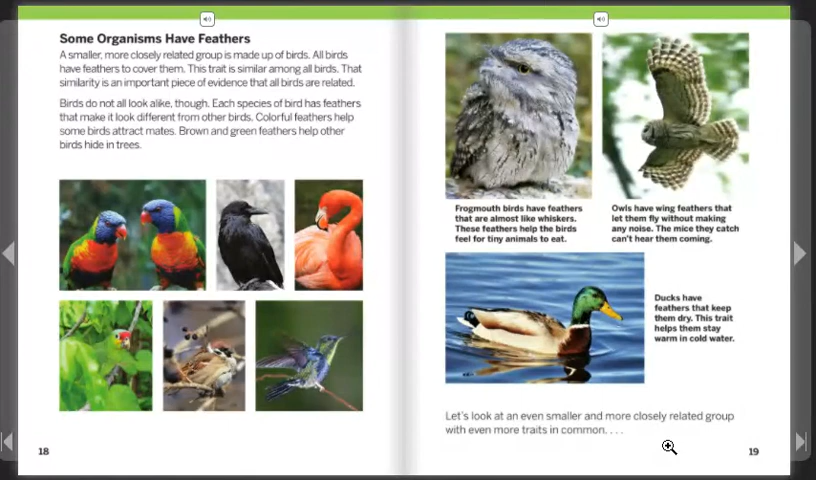 Some Organisms Have Feathers
A smaller, more closely related group is made up of birds. All birds
have feathers to cover them. This trait is similar among all birds. That
similarity is an important piece of evidence that all birds are related.
Birds do not all look alike, though. Each species of bird has feathers
that make it look different from other birds. Colorful feathers help
some birds attract mates. Brown and green feathers help other
birds hide in trees.
18
Frogmouth birds have feathers
that are almost like whiskers.
These feathers help the birds
feel for tiny animals to eat.
Owls have wing feathers that
let them fly without making
any noise. The mice they catch
can't hear them coming.
Ducks have
feathers that keep
them dry. This trait
helps them stay
warm in cold water.
Let's look at an even smaller and more closely related group
with even more traits in common. . . .
19